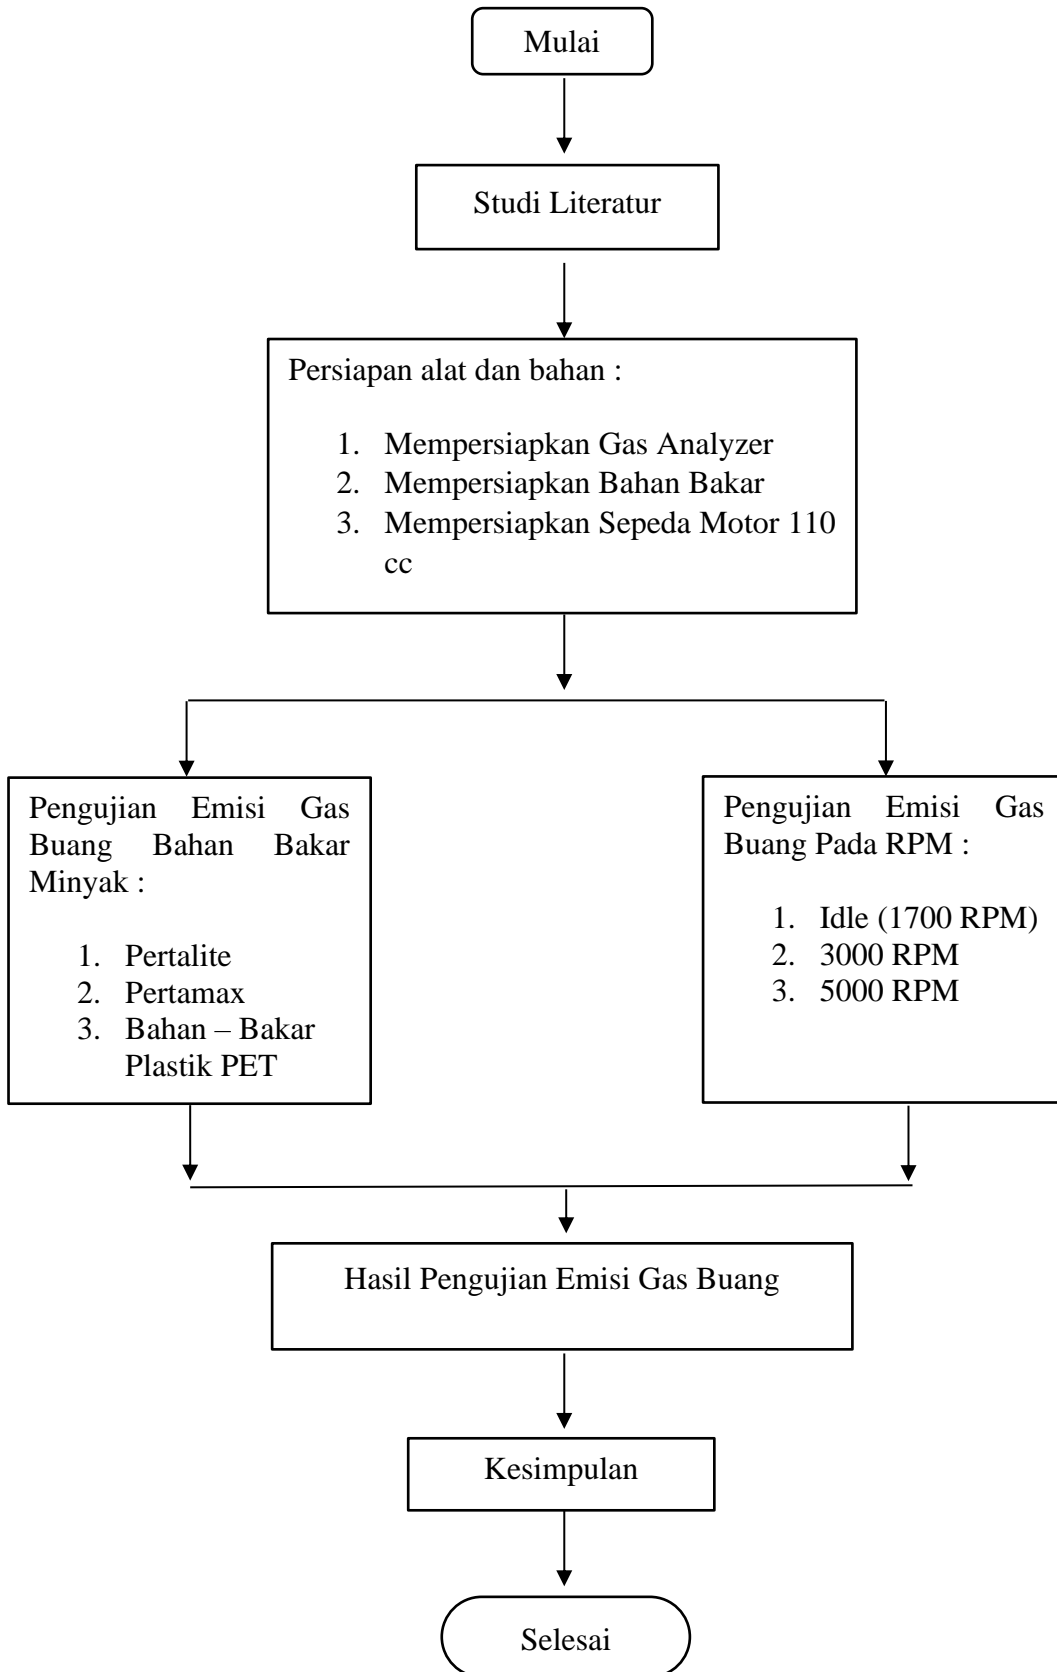 Mulai
Studi Literatur
Persiapan alat dan bahan :
1. Mempersiapkan Gas Analyzer
2. Mempersiapkan Bahan Bakar
3. Mempersiapkan Sepeda Motor 110
cc
Pengujian Emisi Gas
Buang Bahan Bakar
Minyak :
1. Pertalite
2. Pertamax
3. Bahan – Bakar
Plastik PET
Pengujian Emisi Gas
Buang Pada RPM :
1. Idle (1700 RPM)
2. 3000 RPM
3. 5000 RPM
Hasil Pengujian Emisi Gas Buang
Kesimpulan
Selesai